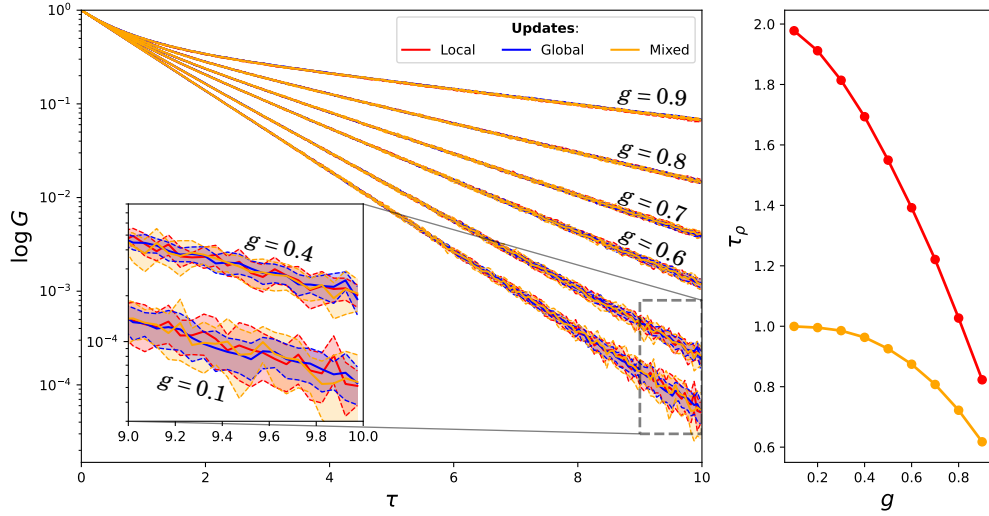 Updates:
Local Global Mixed
10⁰
10⁻¹
10⁻²
10⁻³
10⁻⁴
log G
g = 0.9
g = 0.8
g = 0.7
g = 0.6
g = 0.4
g = 0.1
10⁻⁴
9.0 9.2 9.4 9.6 9.8 10.0
0 2 4 6 8 10
τ
2.0
1.8
1.6
1.4
1.2
1.0
0.8
0.6
τρ
0.2 0.4 0.6 0.8
g